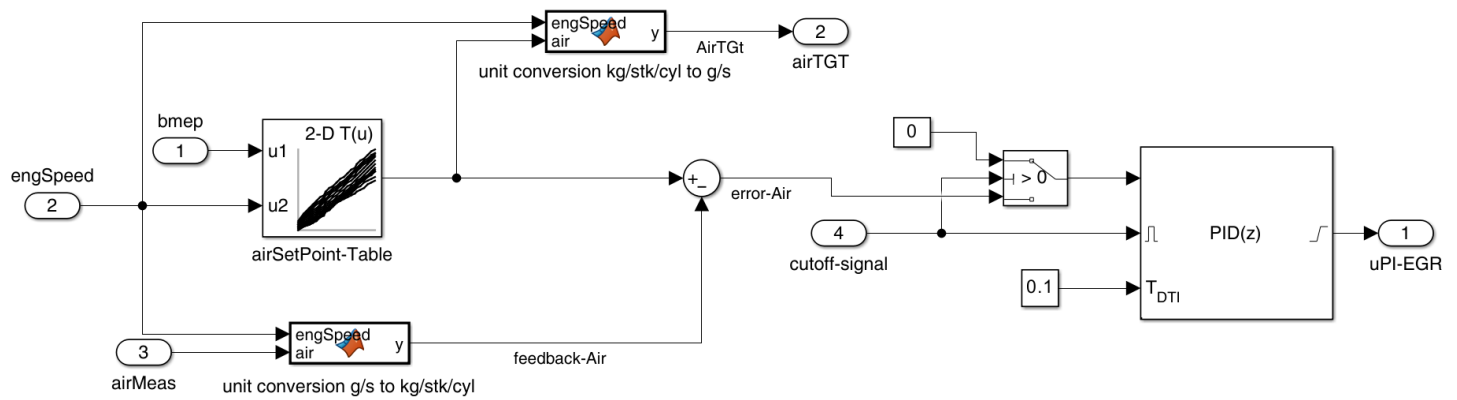 engSpeed
air
y
unit conversion kg/stk/cyl to g/s
AirTGt
2
airTGT
bmep
1
2-D T(u)
u1
u2
airSetPoint-Table
engSpeed
2
+
_
error-Air
0
> 0
4
cutoff-signal
0.1
PID(z)
TDTI
1
uPI-EGR
engSpeed
air
y
unit conversion g/s to kg/stk/cyl
feedback-Air
3
airMeas